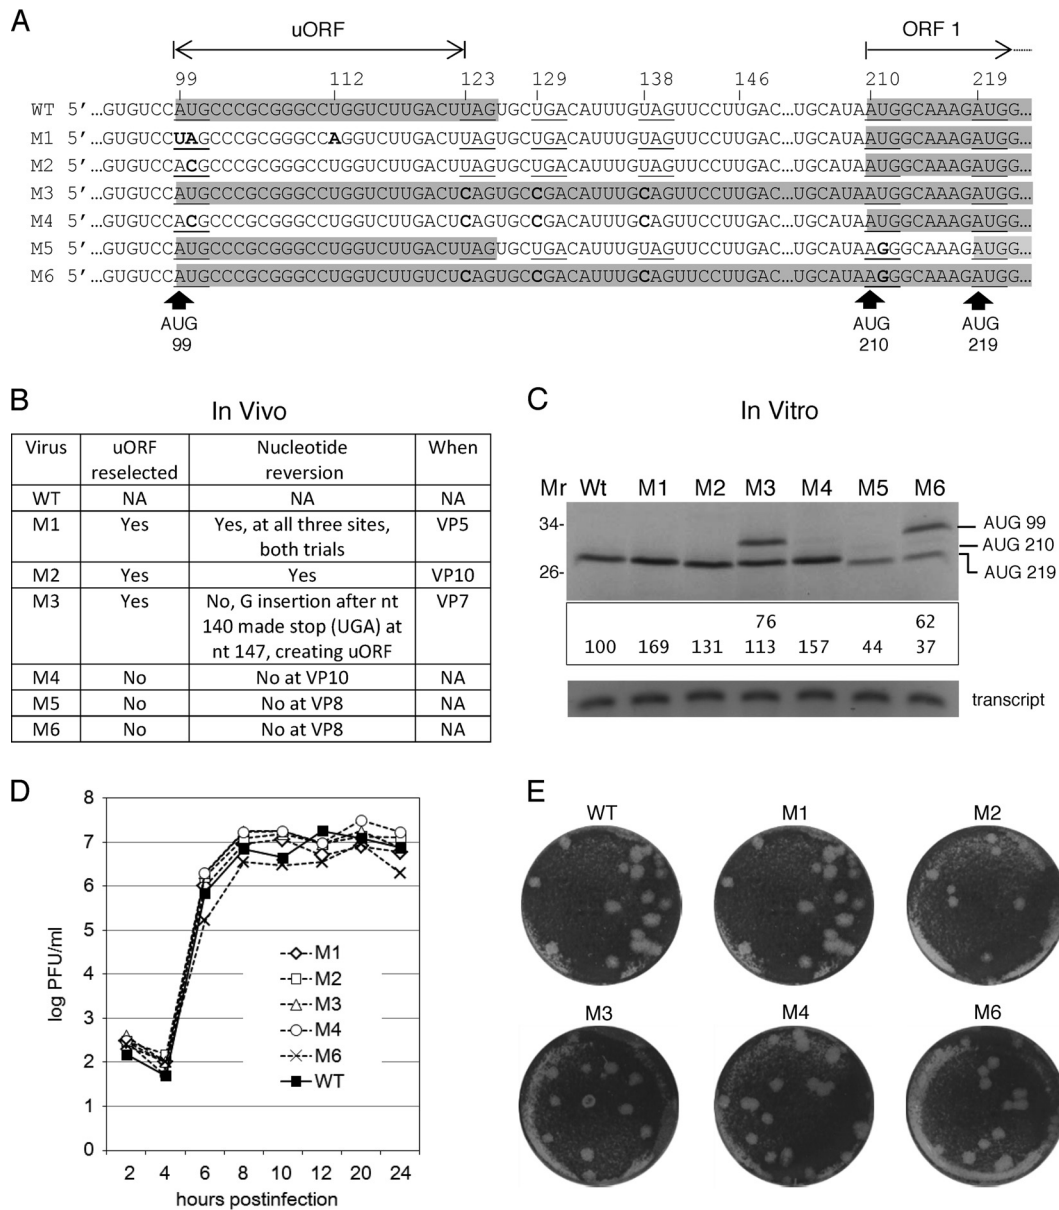 A
uORF
ORF 1
99 112 123 129 138 146 210 219
WT 5’ …GUGUCCAUGCCCGCGGGCCUGGUCUUGACUUAGUGCUGACAUUUGUAGUUCCUUGAC…UGCAUAAUGGCAAAGAUGG…
M1 5’ …GUGUCCUAGCCCGCGGGCCAGGUCUUGACUUAGUGCUGACAUUUGUAGUUCCUUGAC…UGCAUAAUGGCAAAGAUGG…
M2 5’ …GUGUCCACGCCCGCGGGCCUGGUCUUGACUUAGUGCUGACAUUUGUAGUUCCUUGAC…UGCAUAAUGGCAAAGAUGG…
M3 5’ …GUGUCCAUGCCCGCGGGCCUGGUCUUGACUCAGUGCCGACAUUUGCAGUUCCUUGAC…UGCAUAAUGGCAAAGAUGG…
M4 5’ …GUGUCCACGCCCGCGGGCCUGGUCUUGACUCAGUGCCGACAUUUGCAGUUCCUUGAC…UGCAUAAUGGCAAAGAUGG…
M5 5’ …GUGUCCAUGCCCGCGGGCCUGGUCUUGACUUAGUGCUGACAUUUGUAGUUCCUUGAC…UGCAUAAGGGCAAAGAUGG…
M6 5’ …GUGUCCAUGCCCGCGGGCCUGGUCUUGUCUCAGUGCCGACAUUUGCAGUUCCUUGAC…UGCAUAAGGGCAAAGAUGG…
AUG AUG AUG
99 210 219
B
In Vivo
Virus uORF reselected Nucleotide reversion When
WT NA NA NA
M1 Yes Yes, at all three sites, both trials VP5
M2 Yes Yes VP10
M3 Yes No, G insertion after nt 140 made stop (UGA) at nt 147, creating uORF VP7
M4 No No at VP10 NA
M5 No No at VP8 NA
M6 No No at VP8 NA
C
In Vitro
Mr Wt M1 M2 M3 M4 M5 M6
34-
26-
AUG 99
AUG 210
AUG 219
76 62
100 169 131 113 157 44 37
transcript
D
log PFU/ml
8
7
6
5
4
3
2
1
0
M1
M2
M3
M4
M6
WT
2 4 6 8 10 12 20 24
hours postinfection
E
WT M1 M2
M3 M4 M6